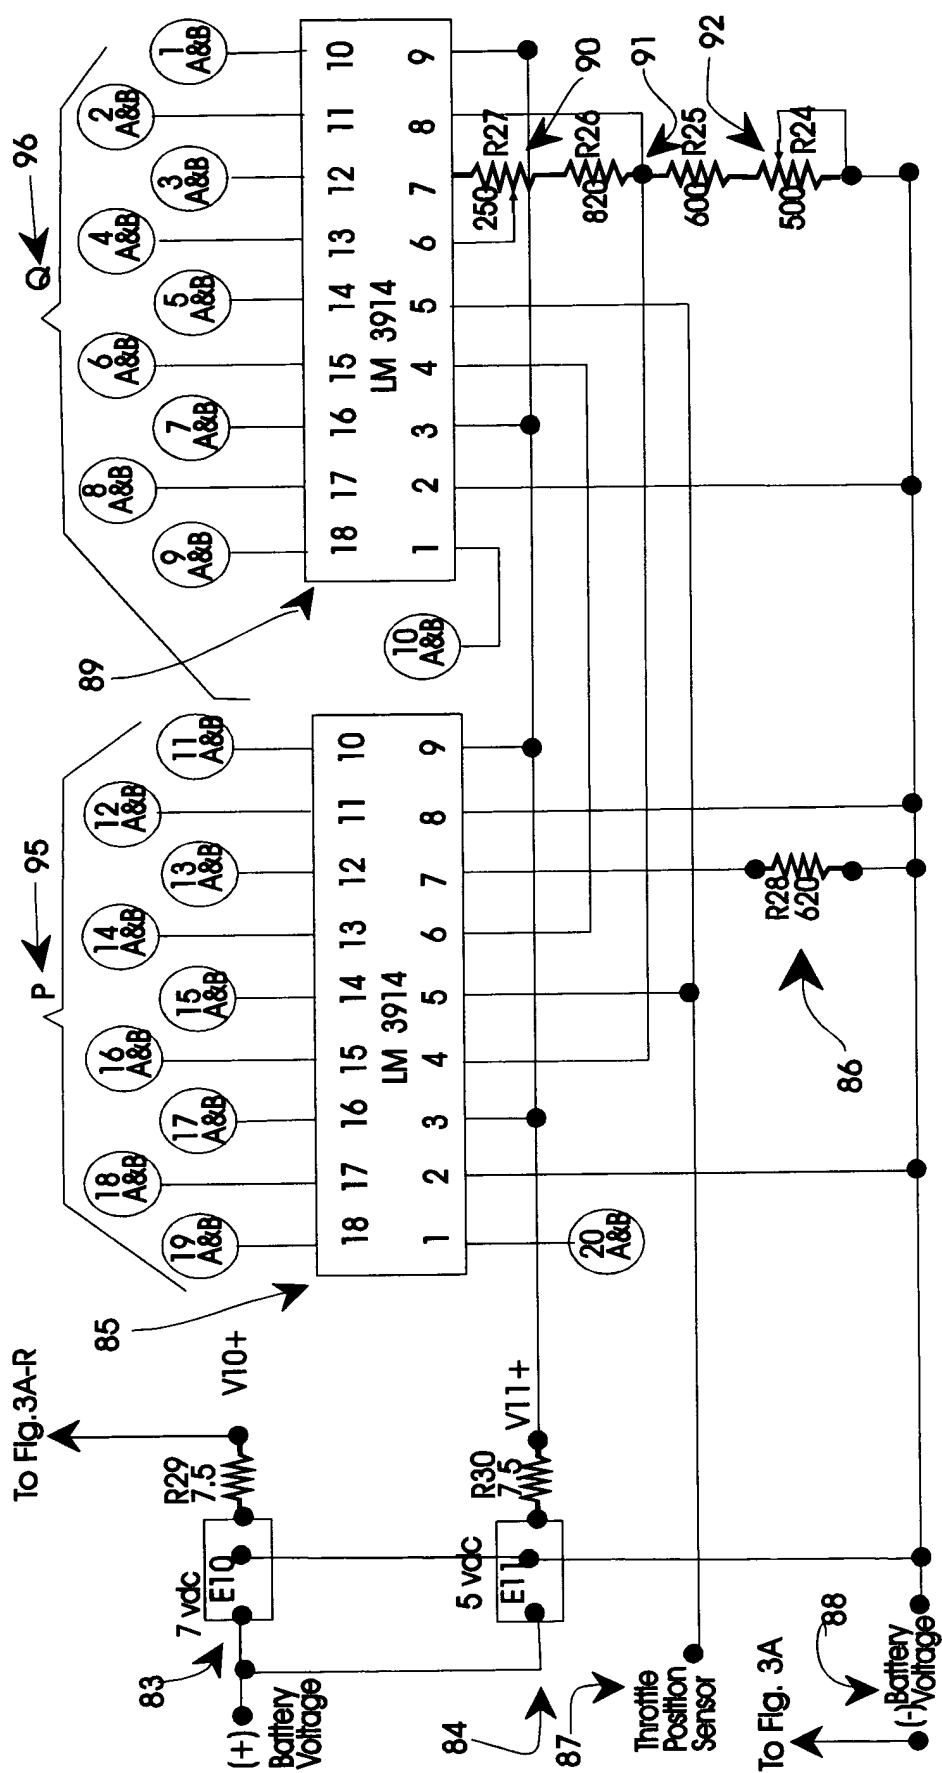 To Fig.3A-R
P
95
Q
96
19
A&B
18
A&B
17
A&B
16
A&B
15
A&B
14
A&B
13
A&B
12
A&B
11
A&B
9
A&B
8
A&B
7
A&B
6
A&B
5
A&B
4
A&B
3
A&B
2
A&B
1
A&B
83
7 vdc
E10
R29
7.5
V10+
85
18 17 16 15 14 13 12 11 10
LM 3914
1 2 3 4 5 6 7 8 9
89
18 17 16 15 14 13 12 11 10
LM 3914
1 2 3 4 5 6 7 8 9
10
A&B
(+)
Battery
Voltage
84
5 vdc
E11
R30
7.5
V11+
20
A&B
250
R27
90
820
R26
91
600
R25
92
500
R24
87
Throttle
Position
Sensor
86
R28
620
To Fig. 3A
88
(-)
Battery
Voltage